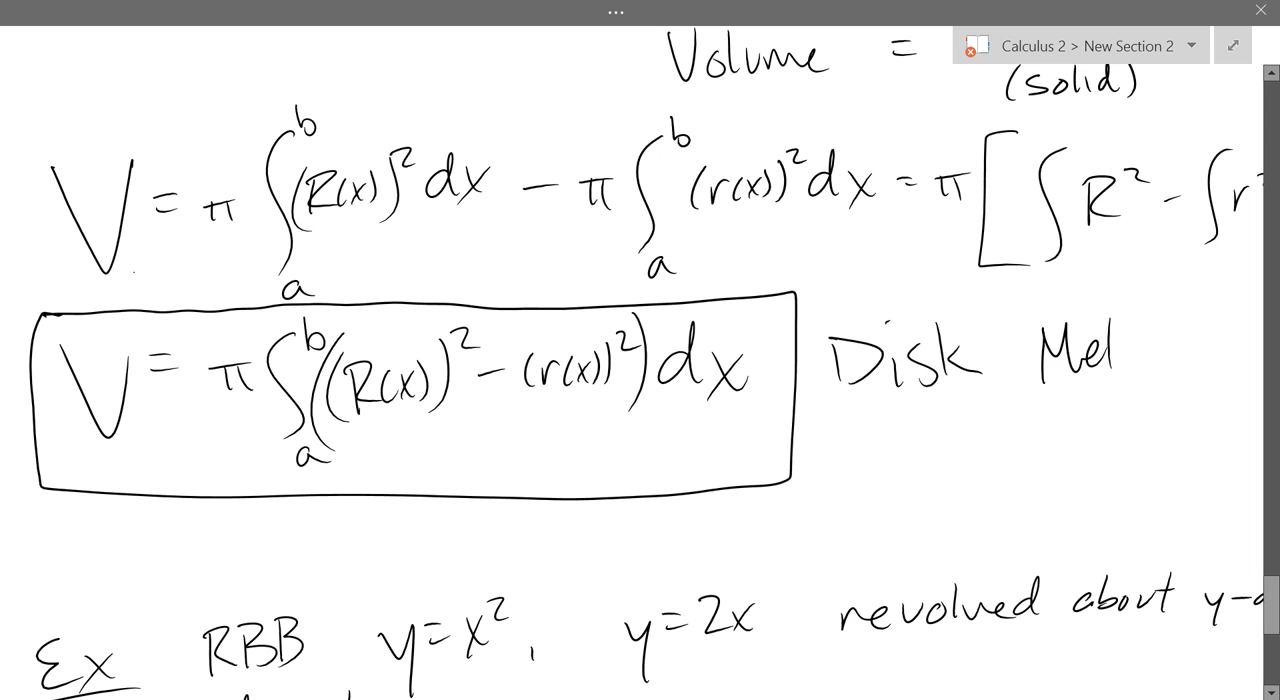 ...
Calculus 2 > New Section 2
Volume =
(solid)
V = π ∫_a^b (R(x))² dx − π ∫_a^b (r(x))² dx = π [ ∫ R² − ∫ r²
V = π ∫_a^b ((R(x))² − (r(x))²) dx Disk Met
Ex RBB y = x², y = 2x revolved about y-a